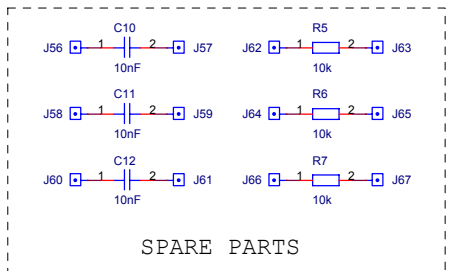 C10 R5
J56 1 2 J57 J62 1 2 J63
10nF 10k
C11 R6
J58 1 2 J59 J64 1 2 J65
10nF 10k
C12 R7
J60 1 2 J61 J66 1 2 J67
10nF 10k
SPARE PARTS